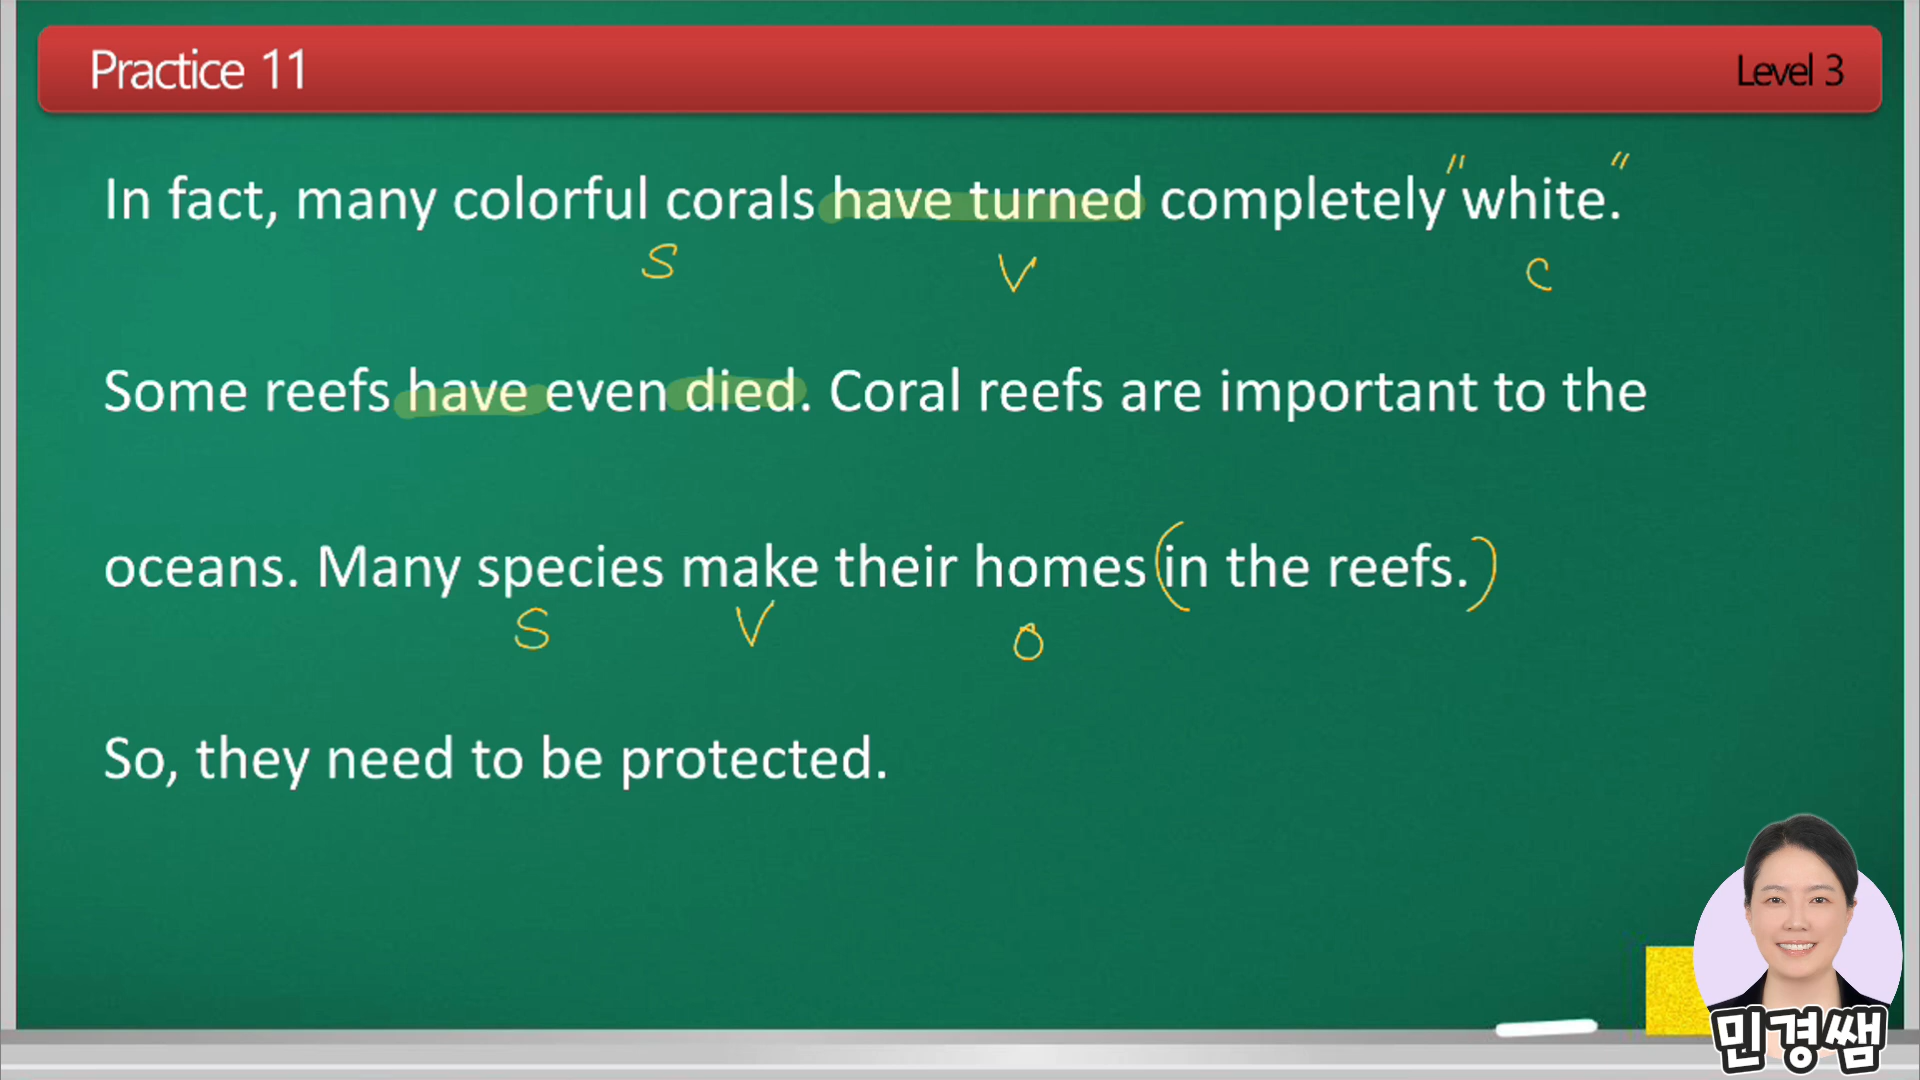 Practice 11
Level 3
In fact, many colorful corals have turned completely "white."
S V C
Some reefs have even died. Coral reefs are important to the
oceans. Many species make their homes (in the reefs.)
S V O
So, they need to be protected.
민경쌤